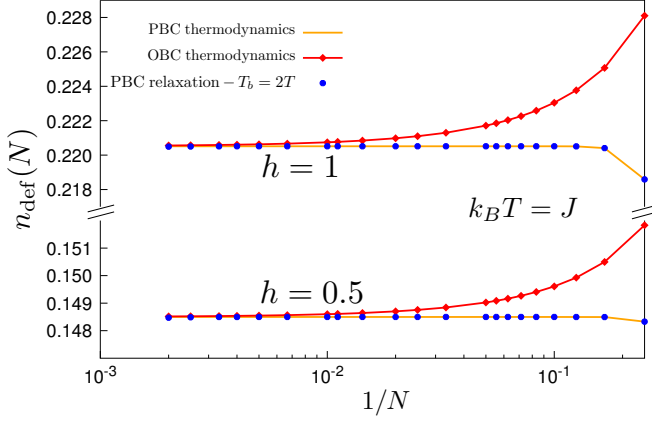 PBC thermodynamics
OBC thermodynamics
PBC relaxation − T_b = 2T
n_def(N)
0.228
0.226
0.224
0.222
0.220
0.218
h = 1
k_BT = J
0.151
0.150
0.149
0.148
h = 0.5
10^-3
10^-2
10^-1
1/N